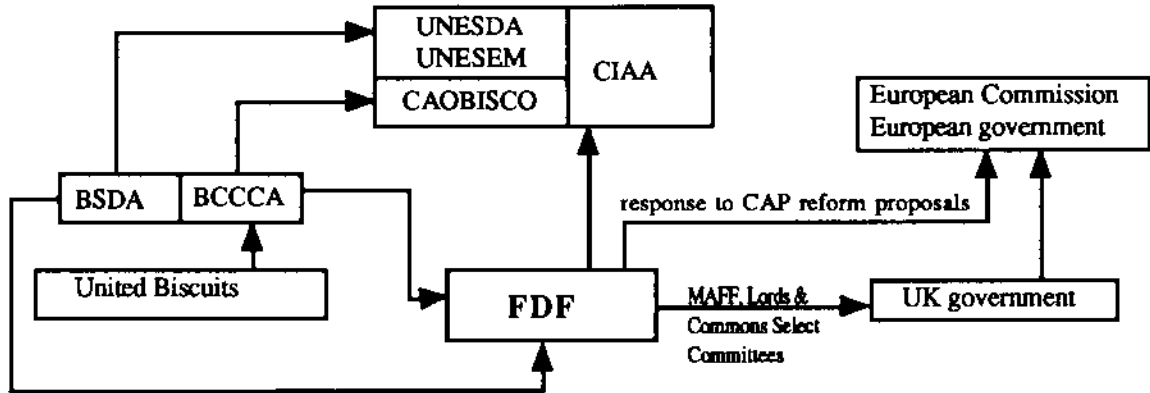 UNESDA
UNESEM
CIAA
CAOBISCO
European Commission
European government
BSDA
BCCCA
response to CAP reform proposals
United Biscuits
FDF
MAFF, Lords &
Commons Select
Committees
UK government